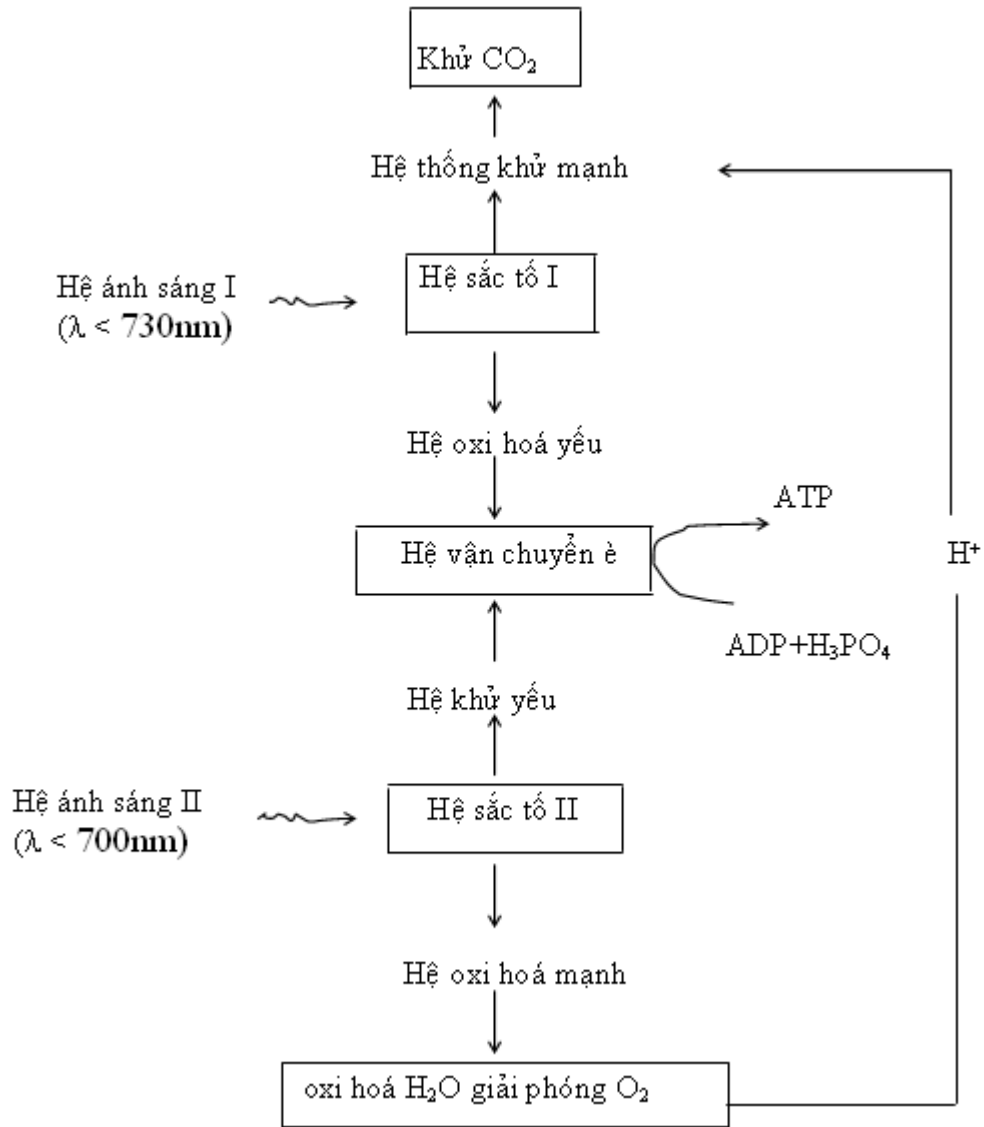 Khử CO₂
Hệ thống khử mạnh
Hệ sắc tố I
Hệ ánh sáng I
(λ < 730nm)
Hệ oxi hoá yếu
ATP
Hệ vận chuyển è
H⁺
ADP+H₃PO₄
Hệ khử yếu
Hệ ánh sáng II
(λ < 700nm)
Hệ sắc tố II
Hệ oxi hoá mạnh
oxi hoá H₂O giải phóng O₂